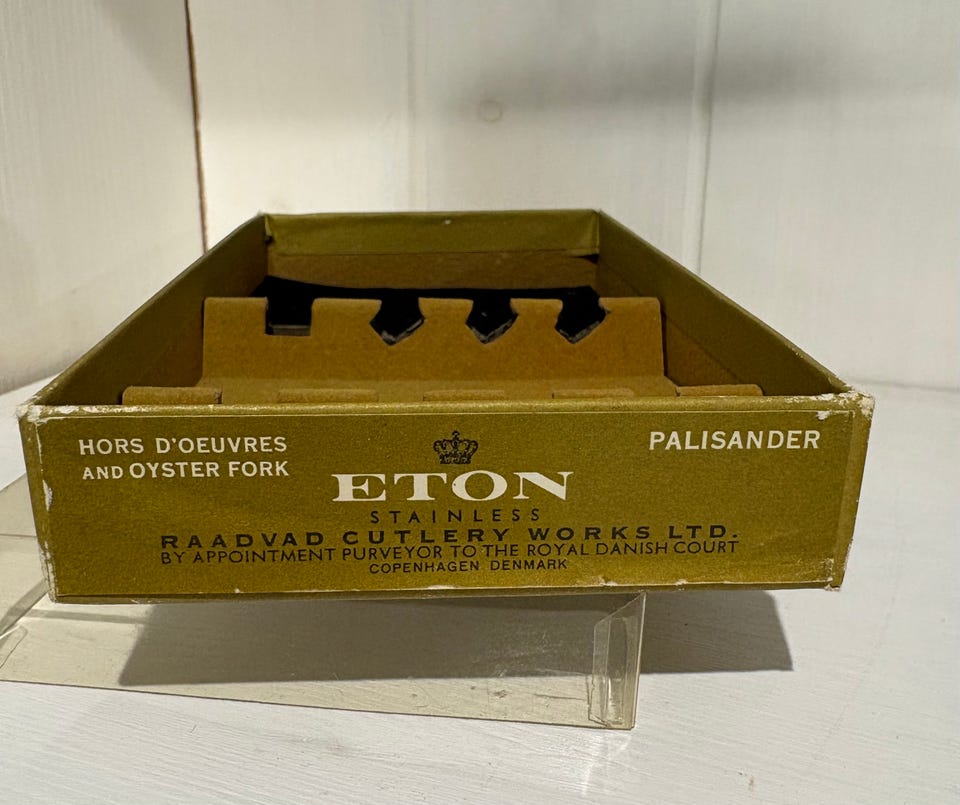 HORS D'OEUVRES
AND OYSTER FORK
PALISANDER
ETON
STAINLESS
RAADVAD CUTLERY WORKS LTD.
BY APPOINTMENT PURVEYOR TO THE ROYAL DANISH COURT
COPENHAGEN DENMARK